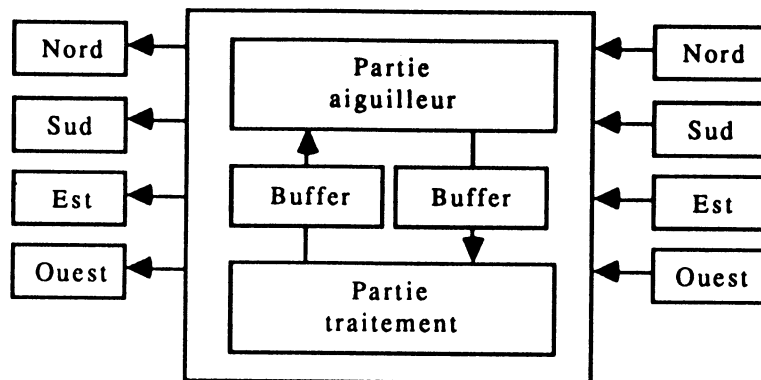 Nord
Sud
Est
Ouest
Partie
aiguilleur
Buffer
Buffer
Partie
traitement
Nord
Sud
Est
Ouest